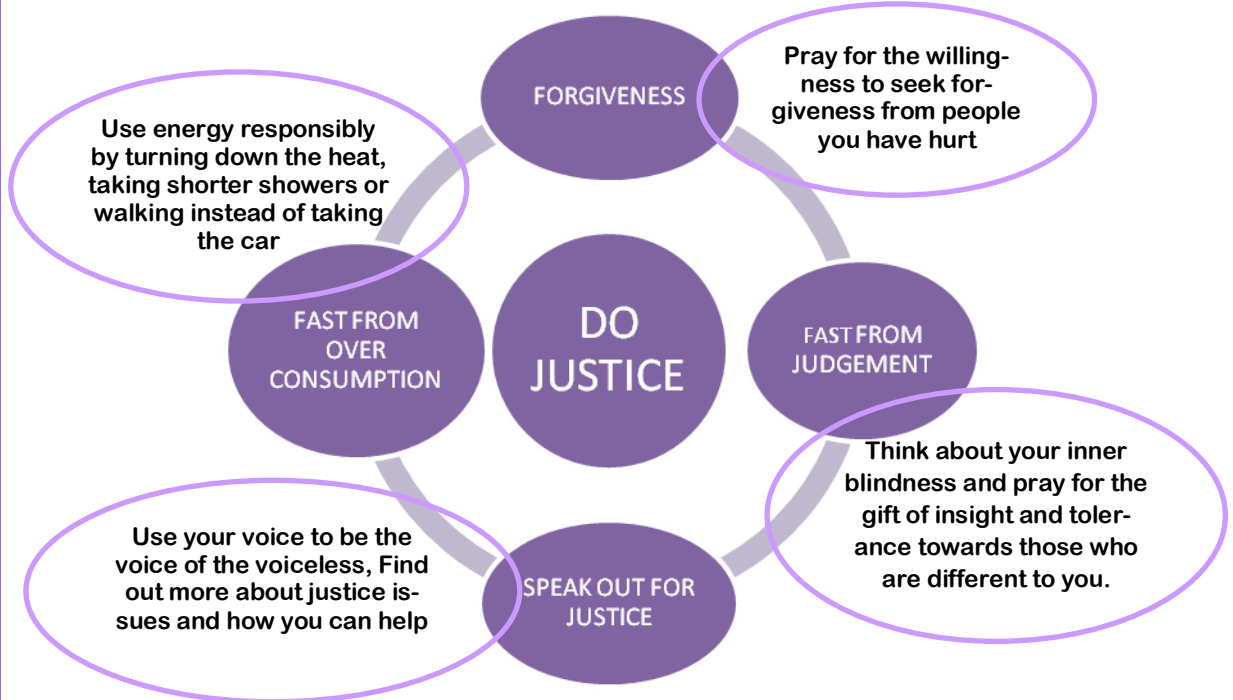 FORGIVENESS
Pray for the willing-
ness to seek for-
giveness from people
you have hurt
Use energy responsibly
by turning down the heat,
taking shorter showers or
walking instead of taking
the car
FAST FROM
OVER
CONSUMPTION
DO
JUSTICE
FAST FROM
JUDGEMENT
Think about your inner
blindness and pray for the
gift of insight and toler-
ance towards those who
are different to you.
Use your voice to be the
voice of the voiceless, Find
out more about justice is-
sues and how you can help
SPEAK OUT FOR
JUSTICE